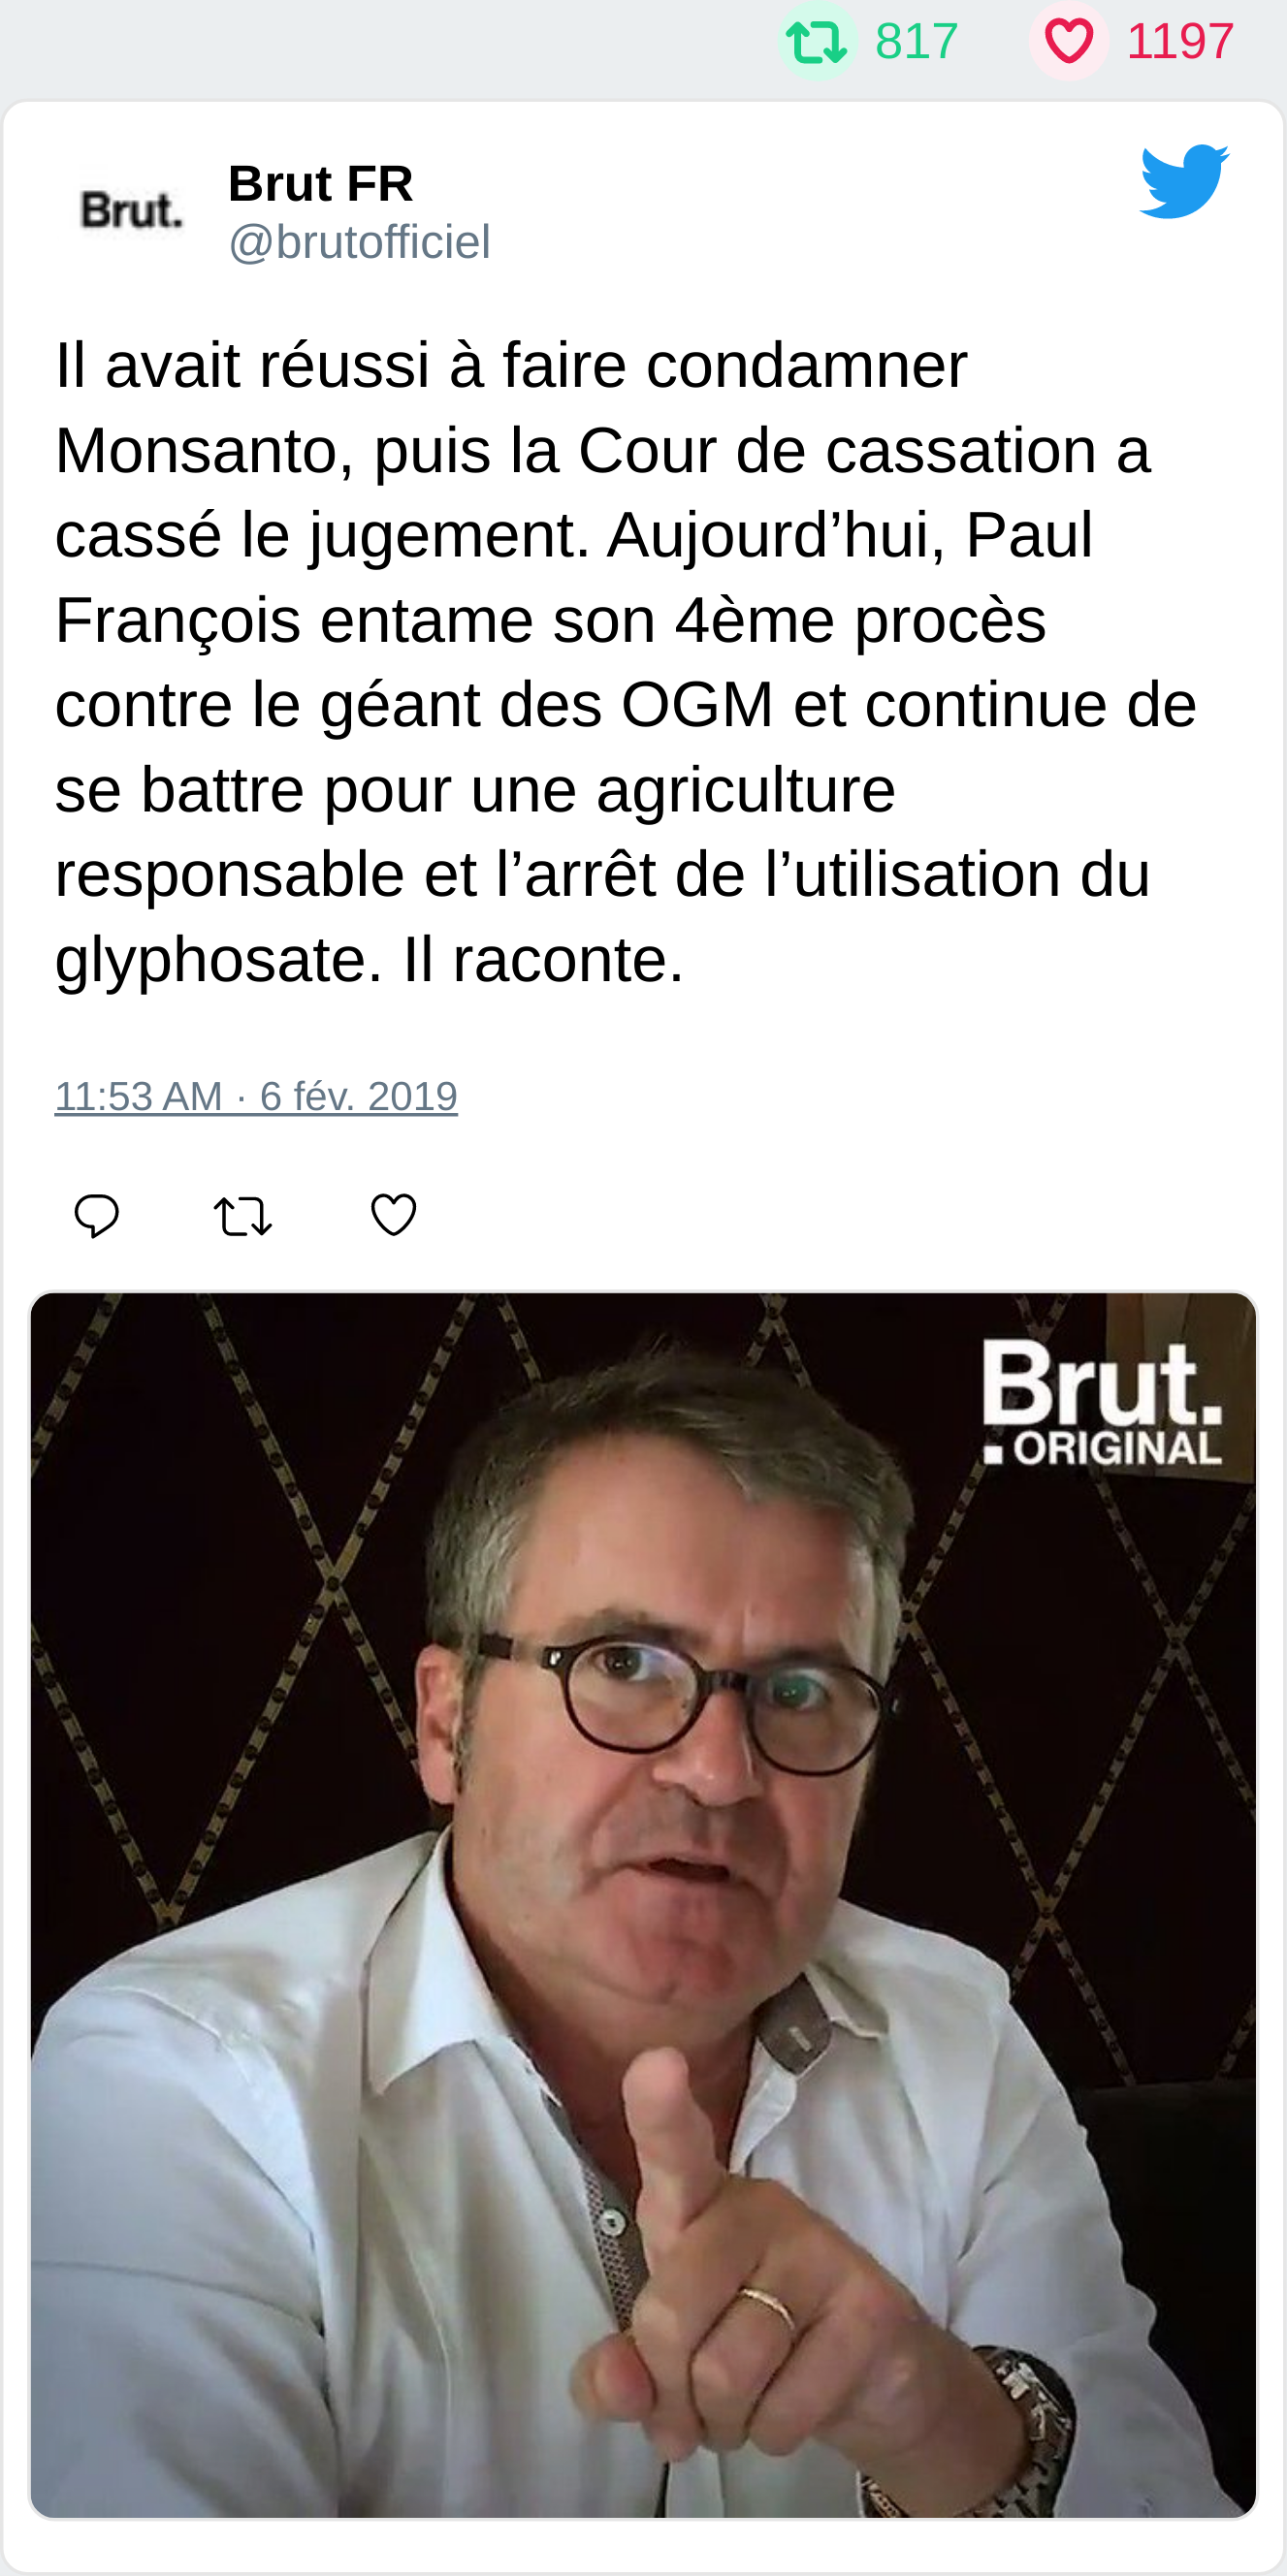 817 1197
Brut.
Brut FR
@brutofficiel
Il avait réussi à faire condamner
Monsanto, puis la Cour de cassation a
cassé le jugement. Aujourd’hui, Paul
François entame son 4ème procès
contre le géant des OGM et continue de
se battre pour une agriculture
responsable et l’arrêt de l’utilisation du
glyphosate. Il raconte.
11:53 AM · 6 fév. 2019
Brut.
ORIGINAL